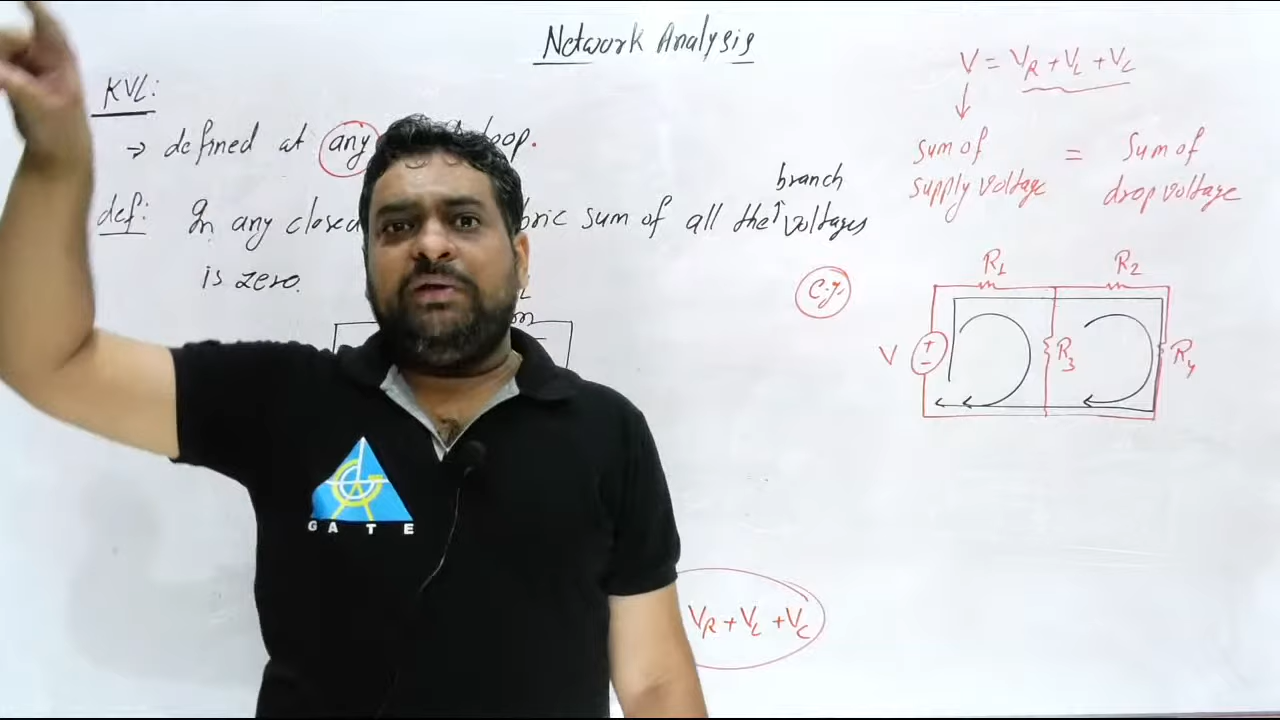 Network Analysis
KVL:
→ defined at any loop.
def: In any closed bric sum of all the branch voltages
is zero.
V = VR + VL + VC
sum of supply voltage = Sum of drop voltage
e.g.
R1
R2
V
+
-
R3
R4
VR + VL + VC
GATE